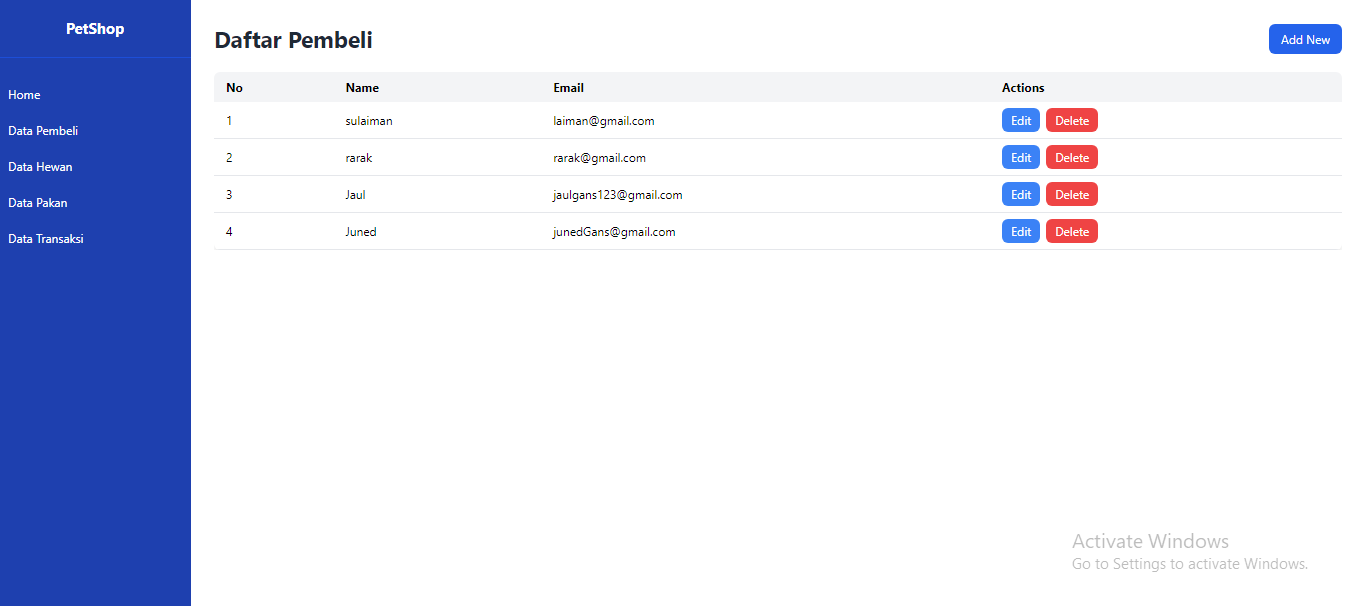 PetShop
Home
Data Pembeli
Data Hewan
Data Pakan
Data Transaksi
Daftar Pembeli
Add New
No Name Email Actions
1 sulaiman laiman@gmail.com Edit Delete
2 rarak rarak@gmail.com Edit Delete
3 Jaul jaulgans123@gmail.com Edit Delete
4 Juned junedGans@gmail.com Edit Delete
Activate Windows
Go to Settings to activate Windows.